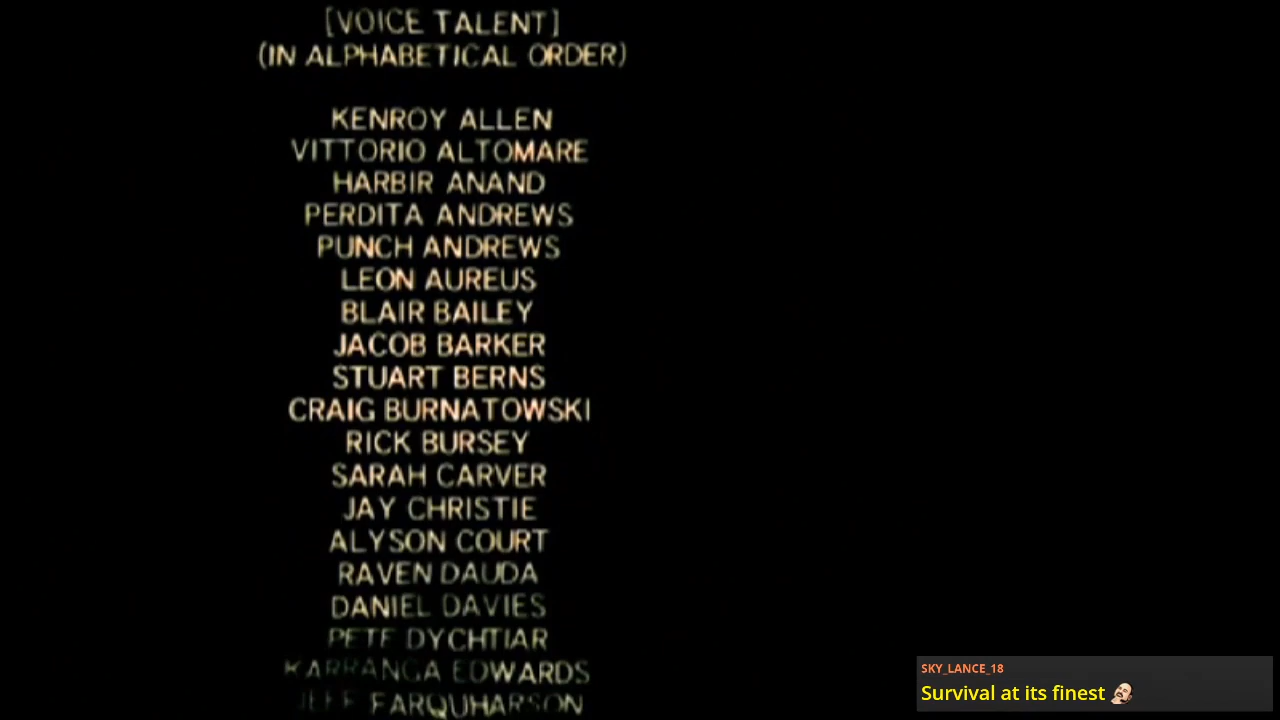 [VOICE TALENT]
(IN ALPHABETICAL ORDER)
KENROY ALLEN
VITTORIO ALTOMARE
HARBIR ANAND
PERDITA ANDREWS
PUNCH ANDREWS
LEON AUREUS
BLAIR BAILEY
JACOB BARKER
STUART BERNS
CRAIG BURNATOWSKI
RICK BURSEY
SARAH CARVER
JAY CHRISTIE
ALYSON COURT
RAVEN DAUDA
DANIEL DAVIES
PETE DYCHTIAR
KARRANGA EDWARDS
JEFF FARQUHARSON
SKY_LANCE_18
Survival at its finest